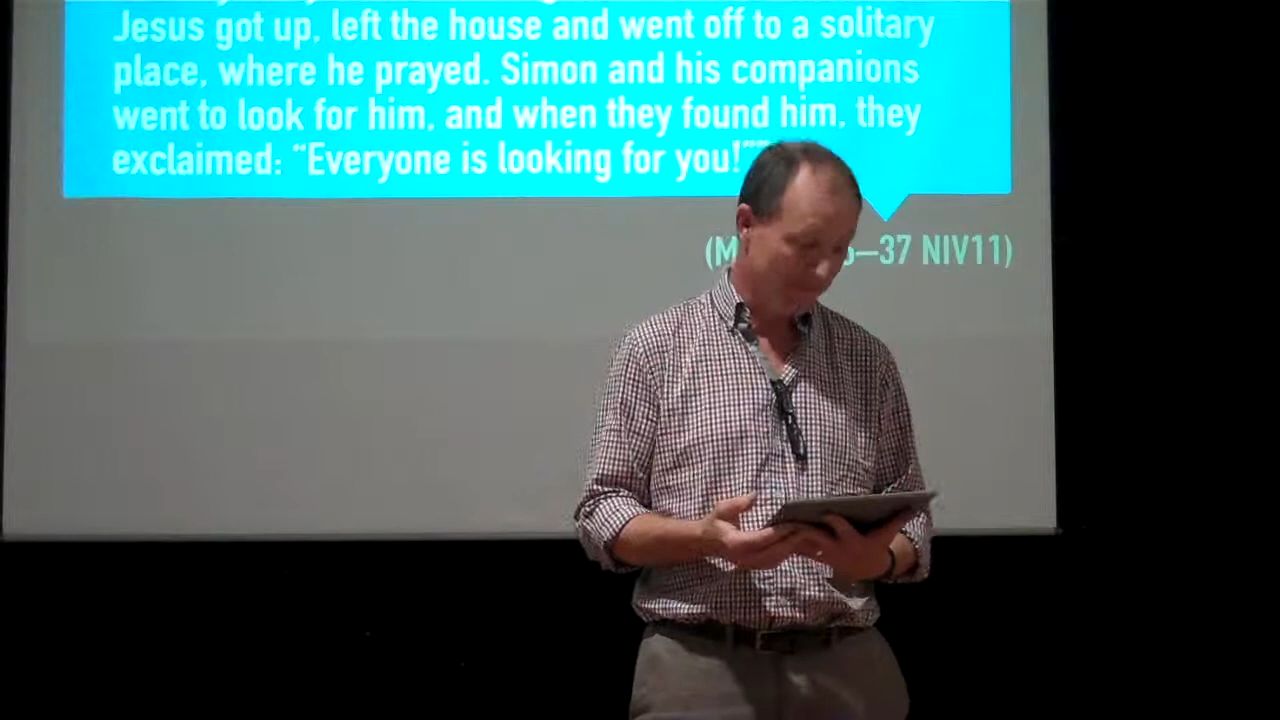 Jesus got up, left the house and went off to a solitary
place, where he prayed. Simon and his companions
went to look for him, and when they found him, they
exclaimed: “Everyone is looking for you!”
–37 NIV11)